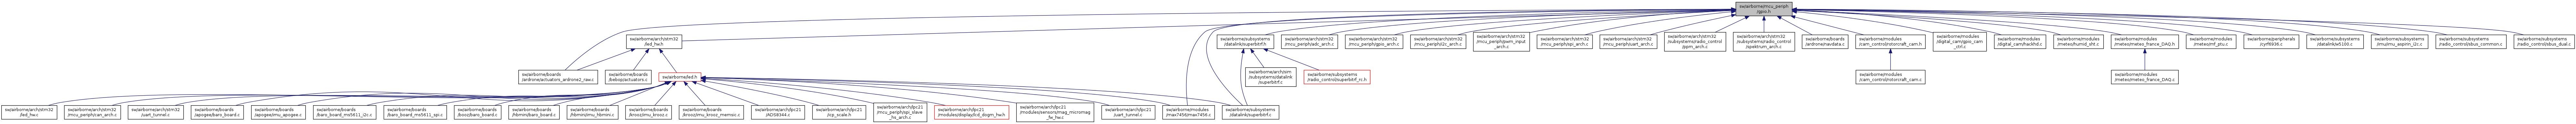 sw/airborne/mcu_periph
/gpio.h
sw/airborne/arch/stm32
/led_hw.h
sw/airborne/subsystems
/datalink/superbitrf.h
sw/airborne/arch/stm32
/mcu_periph/adc_arch.c
sw/airborne/arch/stm32
/mcu_periph/gpio_arch.c
sw/airborne/arch/stm32
/mcu_periph/i2c_arch.c
sw/airborne/arch/stm32
/mcu_periph/pwm_input
_arch.c
sw/airborne/arch/stm32
/mcu_periph/spi_arch.c
sw/airborne/arch/stm32
/mcu_periph/uart_arch.c
sw/airborne/arch/stm32
/subsystems/radio_control
/ppm_arch.c
sw/airborne/arch/stm32
/subsystems/radio_control
/spektrum_arch.c
sw/airborne/boards
/ardrone/navdata.c
sw/airborne/modules
/cam_control/rotorcraft_cam.h
sw/airborne/modules
/digital_cam/gpio_cam
_ctrl.c
sw/airborne/modules
/digital_cam/hackhd.c
sw/airborne/modules
/meteo/humid_sht.c
sw/airborne/modules
/meteo/meteo_france_DAQ.h
sw/airborne/modules
/meteo/mf_ptu.c
sw/airborne/peripherals
/cyrf6936.c
sw/airborne/subsystems
/datalink/w5100.c
sw/airborne/subsystems
/imu/imu_aspirin_i2c.c
sw/airborne/subsystems
/radio_control/sbus_common.c
sw/airborne/subsystems
/radio_control/sbus_dual.c
sw/airborne/boards
/ardrone/actuators_ardrone2_raw.c
sw/airborne/boards
/bebop/actuators.c
sw/airborne/led.h
sw/airborne/arch/sim
/subsystems/datalink
/superbitrf.c
sw/airborne/subsystems
/radio_control/superbitrf_rc.h
sw/airborne/modules
/cam_control/rotorcraft_cam.c
sw/airborne/modules
/meteo/meteo_france_DAQ.c
sw/airborne/arch/stm32
/led_hw.c
sw/airborne/arch/stm32
/mcu_periph/can_arch.c
sw/airborne/arch/stm32
/uart_tunnel.c
sw/airborne/boards
/apogee/baro_board.c
sw/airborne/boards
/apogee/imu_apogee.c
sw/airborne/boards
/baro_board_ms5611_i2c.c
sw/airborne/boards
/baro_board_ms5611_spi.c
sw/airborne/boards
/krooz/baro_board.c
sw/airborne/boards
/hbmini/baro_board.c
sw/airborne/boards
/hbmini/imu_hbmini.c
sw/airborne/boards
/krooz/imu_krooz.c
sw/airborne/boards
/krooz/imu_krooz_memsic.c
sw/airborne/arch/lpc21
/ADS8344.c
sw/airborne/arch/lpc21
/scp_scale.h
sw/airborne/arch/lpc21
/mcu_periph/spi_slave
_hs_arch.c
sw/airborne/arch/lpc21
/modules/display/lcd_dogm_hw.h
sw/airborne/arch/lpc21
/modules/sensors/mag_micromag
_fw_hw.c
sw/airborne/arch/lpc21
/uart_tunnel.c
sw/airborne/modules
/max7456/max7456.c
sw/airborne/subsystems
/datalink/superbitrf.c